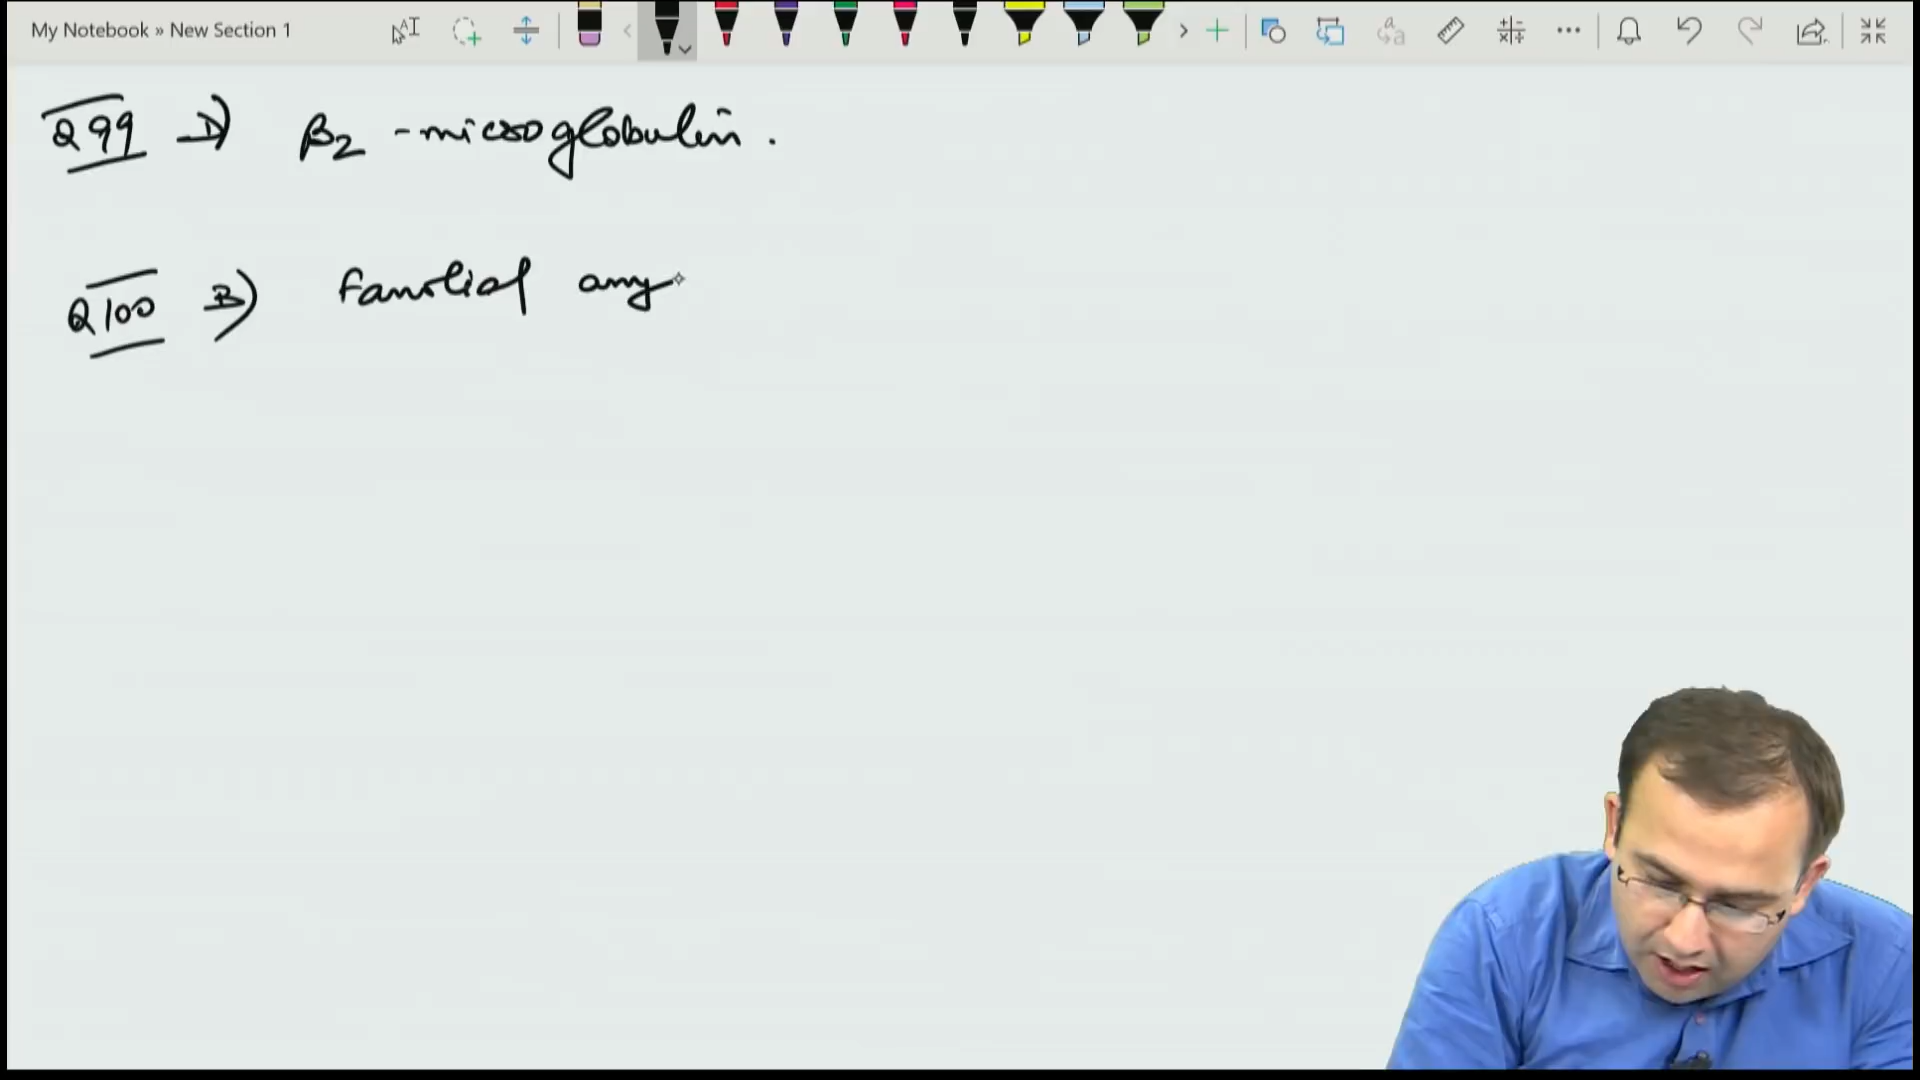 My Notebook » New Section 1
Q99 D) β2 -microglobulin.
Q100 B) familial amy